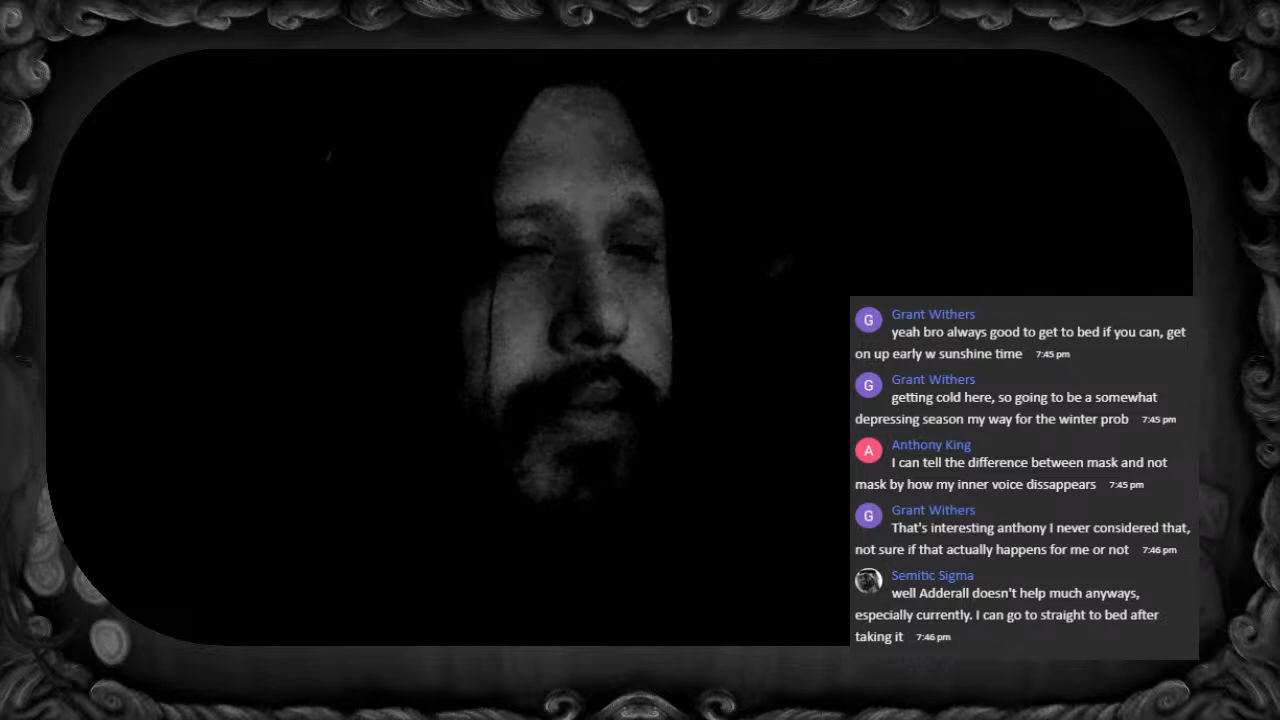 G Grant Withers
yeah bro always good to get to bed if you can, get
on up early w sunshine time 7:45 pm
G Grant Withers
getting cold here, so going to be a somewhat
depressing season my way for the winter prob 7:45 pm
A Anthony King
I can tell the difference between mask and not
mask by how my inner voice dissappears 7:45 pm
G Grant Withers
That's interesting anthony I never considered that,
not sure if that actually happens for me or not 7:46 pm
Semitic Sigma
well Adderall doesn't help much anyways,
especially currently. I can go to straight to bed after
taking it 7:46 pm